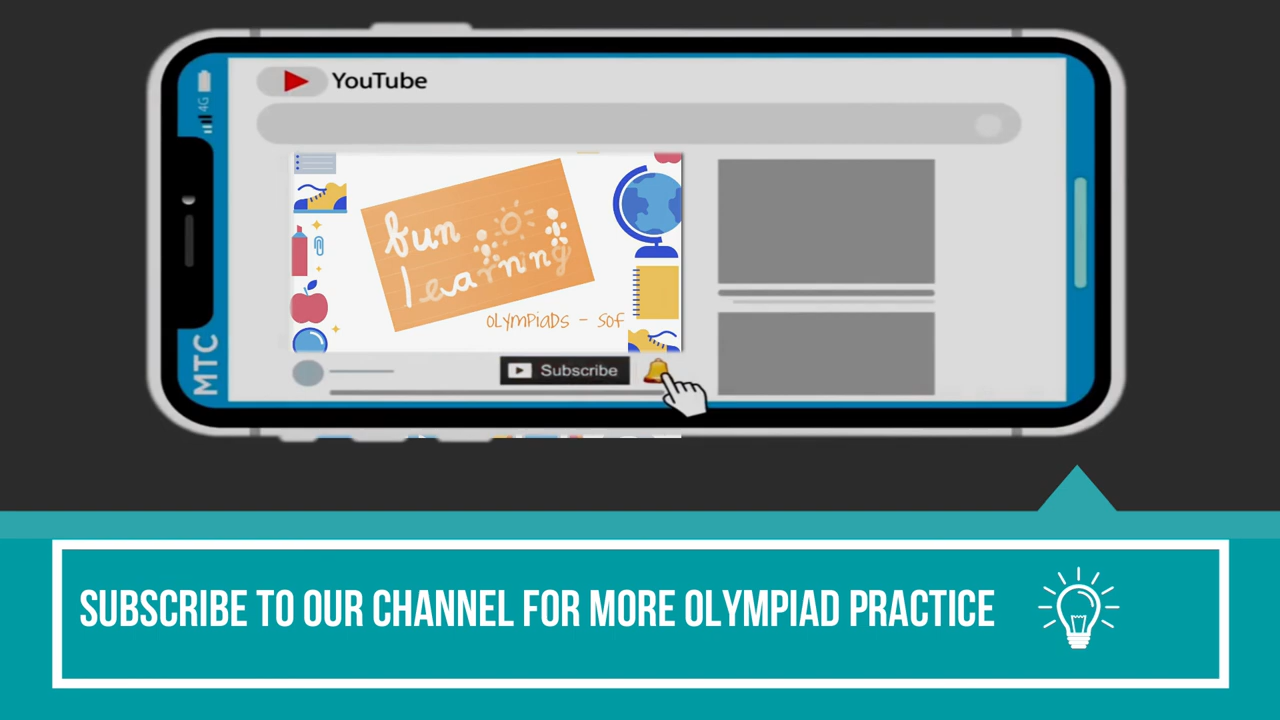 4G
MTC
YouTube
fun
learning
OLYMPIADS - SOF
Subscribe
SUBSCRIBE TO OUR CHANNEL FOR MORE OLYMPIAD PRACTICE